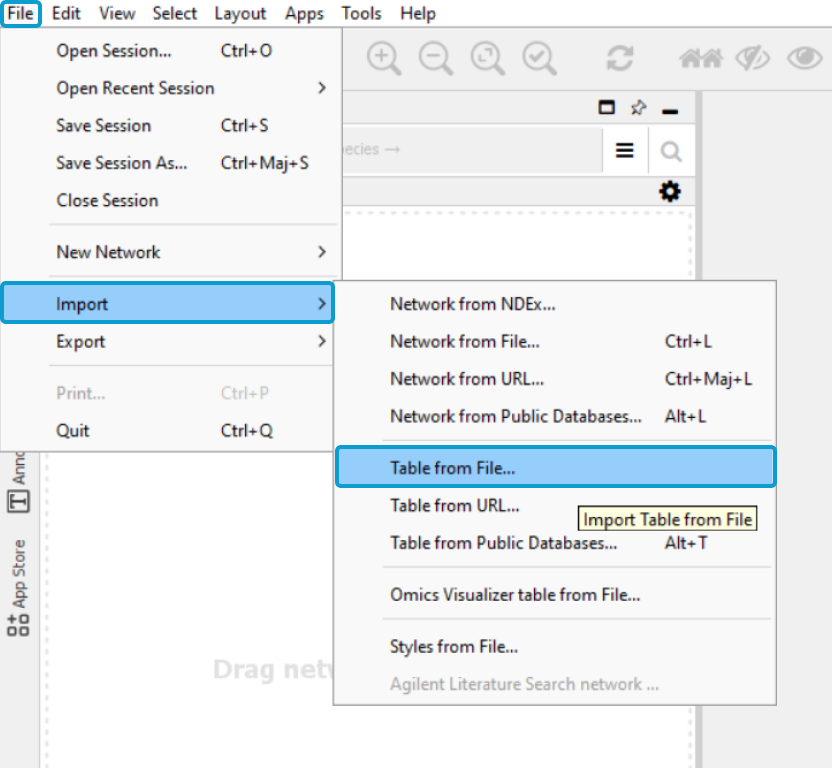 File Edit View Select Layout Apps Tools Help
Open Session... Ctrl+O
Open Recent Session
Save Session Ctrl+S
Save Session As... Ctrl+Maj+S
Close Session
New Network
Import
Export
Print... Ctrl+P
Quit Ctrl+Q
Network from NDEx...
Network from File... Ctrl+L
Network from URL... Ctrl+Maj+L
Network from Public Databases... Alt+L
Table from File...
Table from URL...
Import Table from File
Table from Public Databases... Alt+T
Omics Visualizer table from File...
Styles from File...
Agilent Literature Search network ...
App Store
Drag